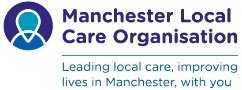 Manchester Local
Care Organisation
Leading local care, improving
lives in Manchester, with you